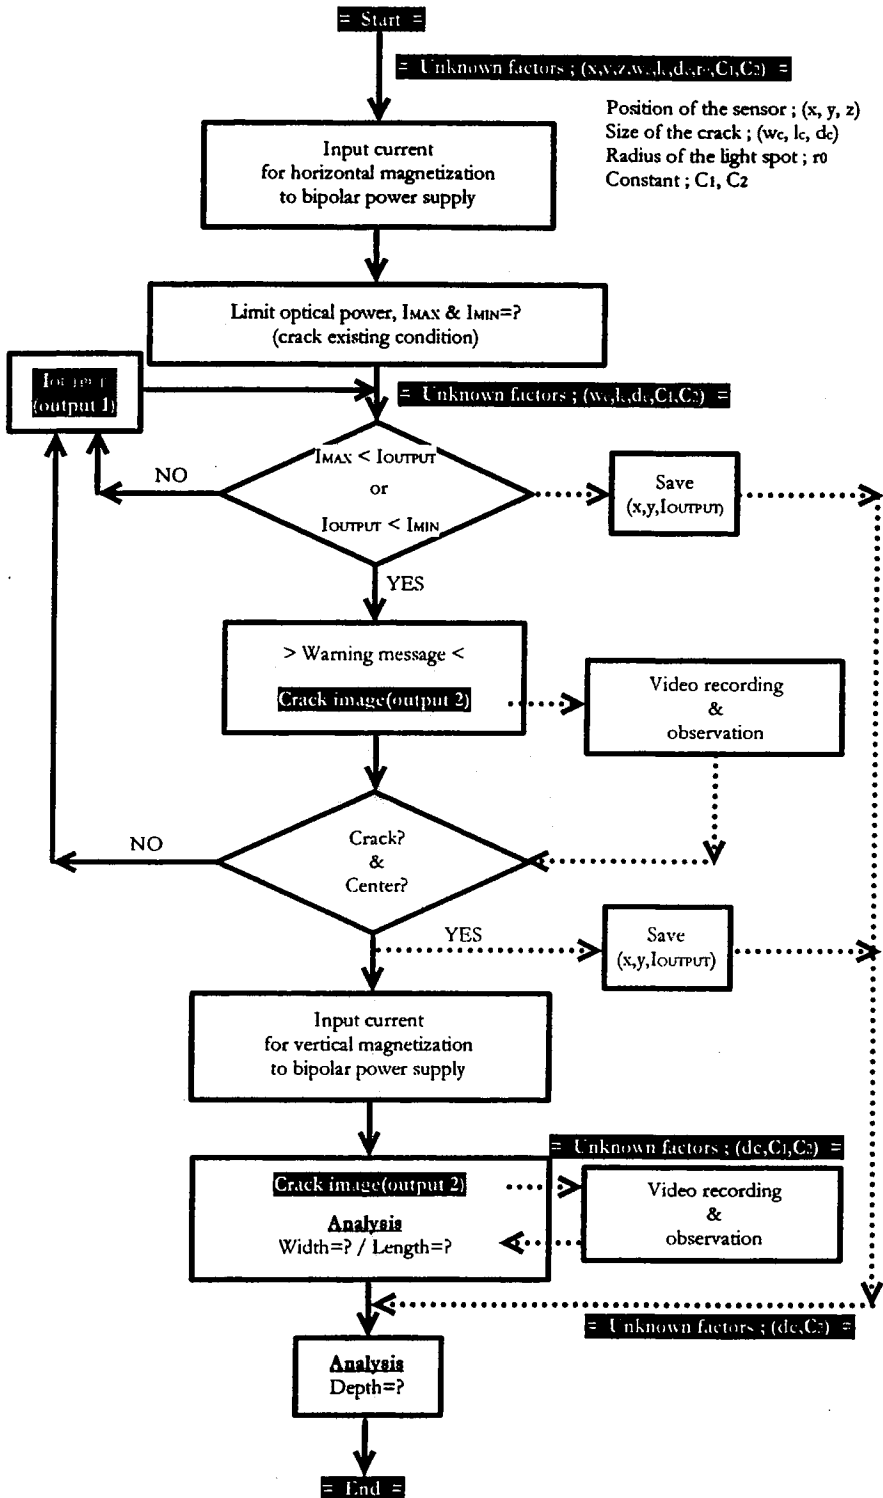 = Start =
= Unknown factors ; (x,y,z,wc,lc,dc,r0,C1,C2) =
Position of the sensor ; (x, y, z)
Size of the crack ; (wc, lc, dc)
Radius of the light spot ; r0
Constant ; C1, C2
Input current
for horizontal magnetization
to bipolar power supply
Limit optical power, IMAX & IMIN=?
(crack existing condition)
IOUTPUT
(output 1)
= Unknown factors ; (wc,lc,dc,C1,C2) =
IMAX < IOUTPUT
or
IOUTPUT < IMIN
NO
Save
(x,y,IOUTPUT)
YES
> Warning message <
Crack image(output 2)
Video recording
&
observation
NO
Crack?
&
Center?
YES
Save
(x,y,IOUTPUT)
Input current
for vertical magnetization
to bipolar power supply
= Unknown factors ; (dc,C1,C2) =
Crack image(output 2)
Analysis
Width=? / Length=?
Video recording
&
observation
= Unknown factors ; (dc,C2) =
Analysis
Depth=?
= End =